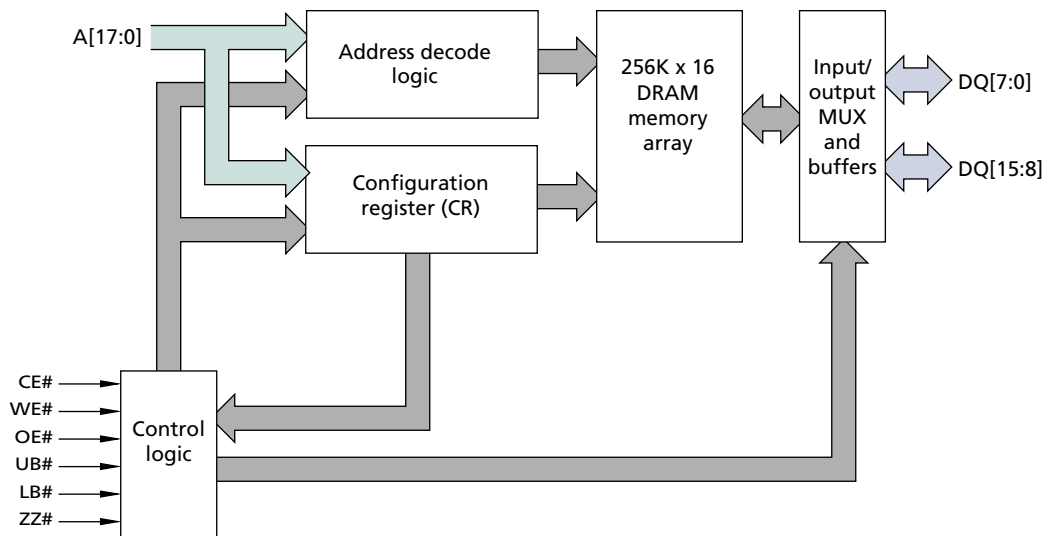 A[17:0]
Address decode
logic
256K x 16
DRAM
memory
array
Input/
output
MUX
and
buffers
DQ[7:0]
DQ[15:8]
Configuration
register (CR)
CE#
WE#
OE#
UB#
LB#
ZZ#
Control
logic